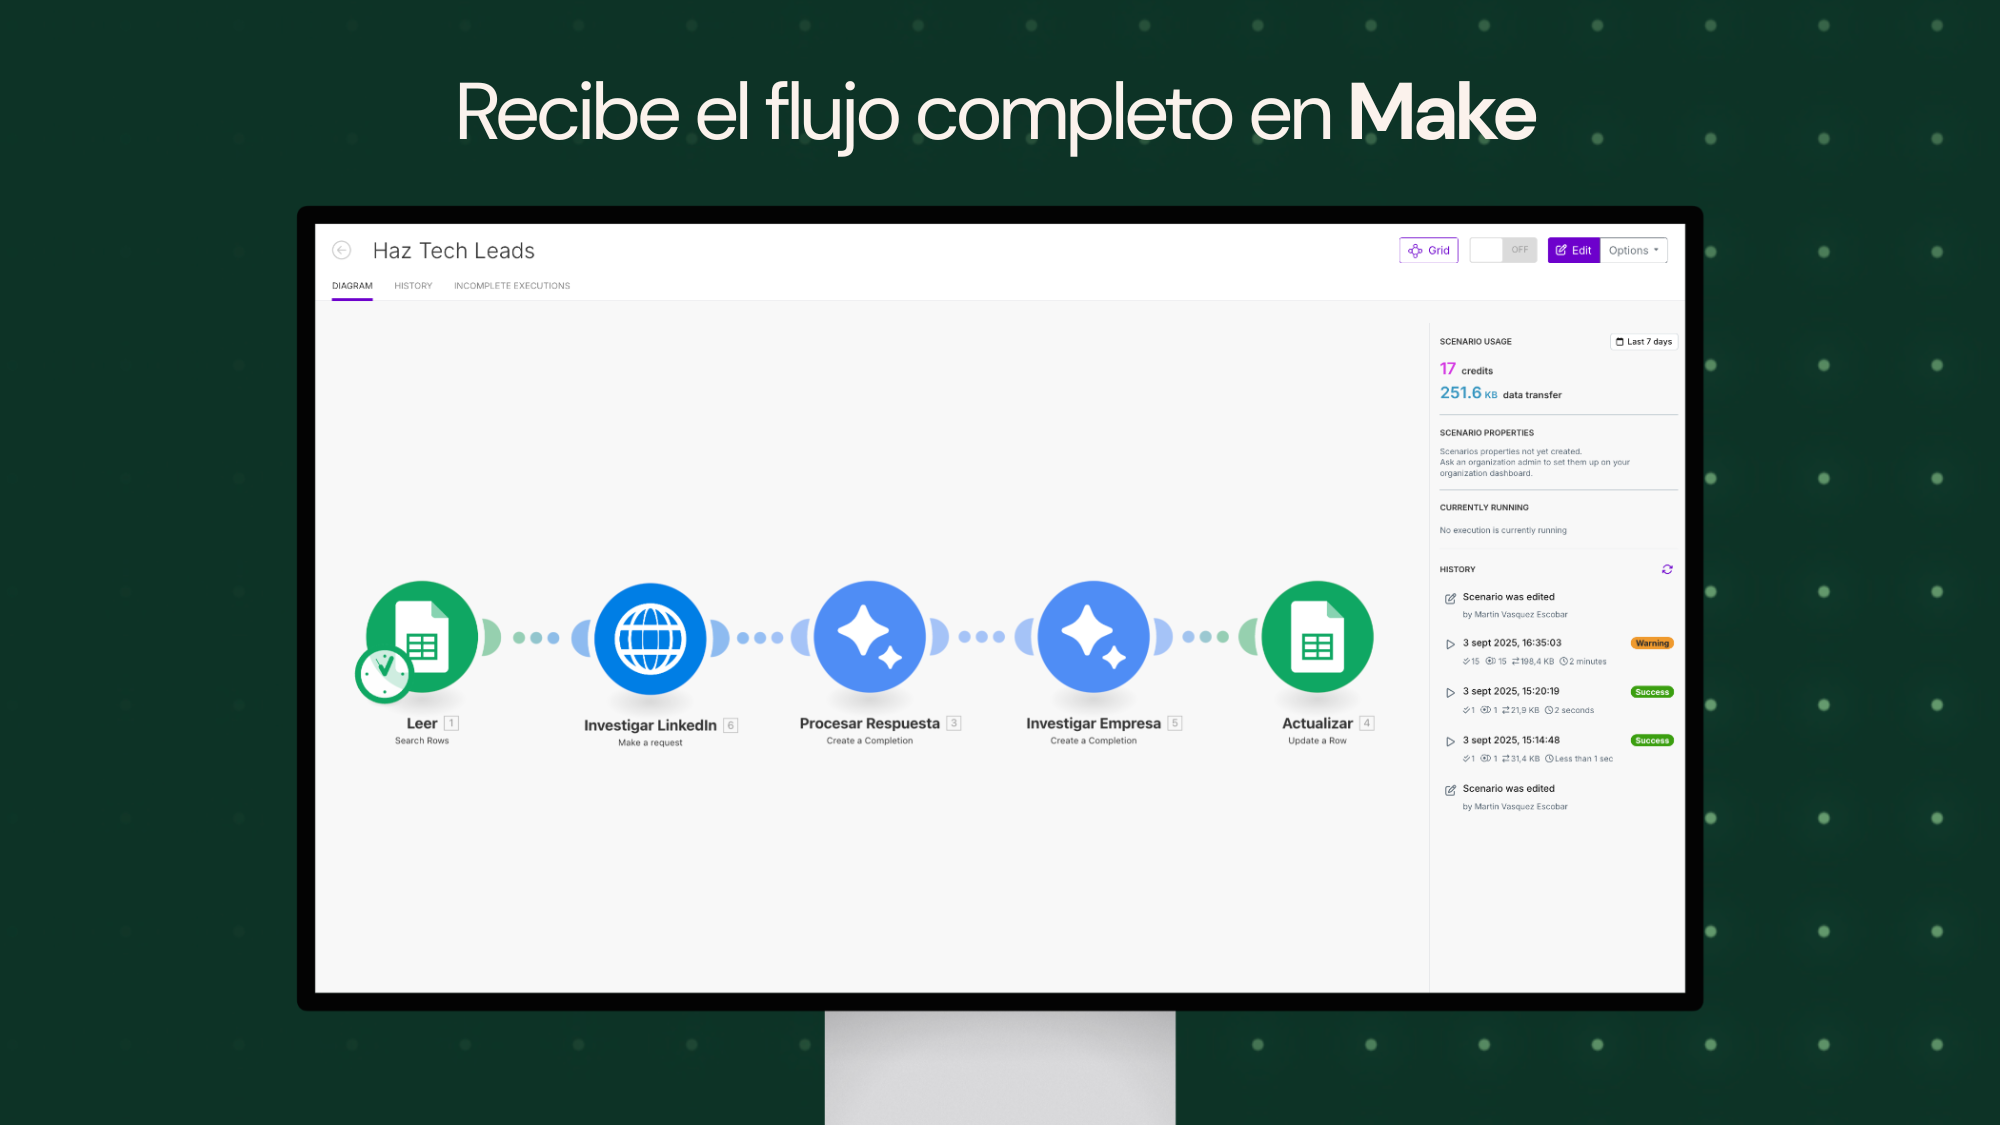 Recibe el flujo completo en Make
Haz Tech Leads
Grid
OFF
Edit
Options
DIAGRAM
HISTORY
INCOMPLETE EXECUTIONS
SCENARIO USAGE
Last 7 days
17 credits
251.6 KB data transfer
SCENARIO PROPERTIES
Scenarios properties not yet created.
Ask an organization admin to set them up on your
organization dashboard.
CURRENTLY RUNNING
No execution is currently running
HISTORY
Scenario was edited
by Martin Vasquez Escobar
3 sept 2025, 16:35:03
Warning
15 15 198,4 KB 2 minutes
3 sept 2025, 15:20:19
Success
1 1 21,9 KB 2 seconds
3 sept 2025, 15:14:48
Success
1 1 31,4 KB Less than 1 sec
Scenario was edited
by Martin Vasquez Escobar
Leer 1
Search Rows
Investigar LinkedIn 6
Make a request
Procesar Respuesta 3
Create a Completion
Investigar Empresa 5
Create a Completion
Actualizar 4
Update a Row